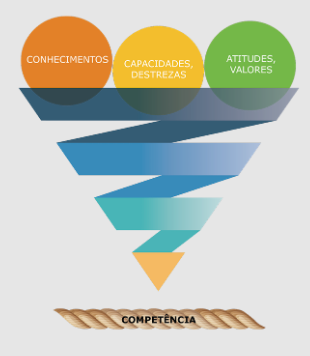 CONHECIMENTOS
CAPACIDADES,
DESTREZAS
ATITUDES,
VALORES
COMPETÊNCIA